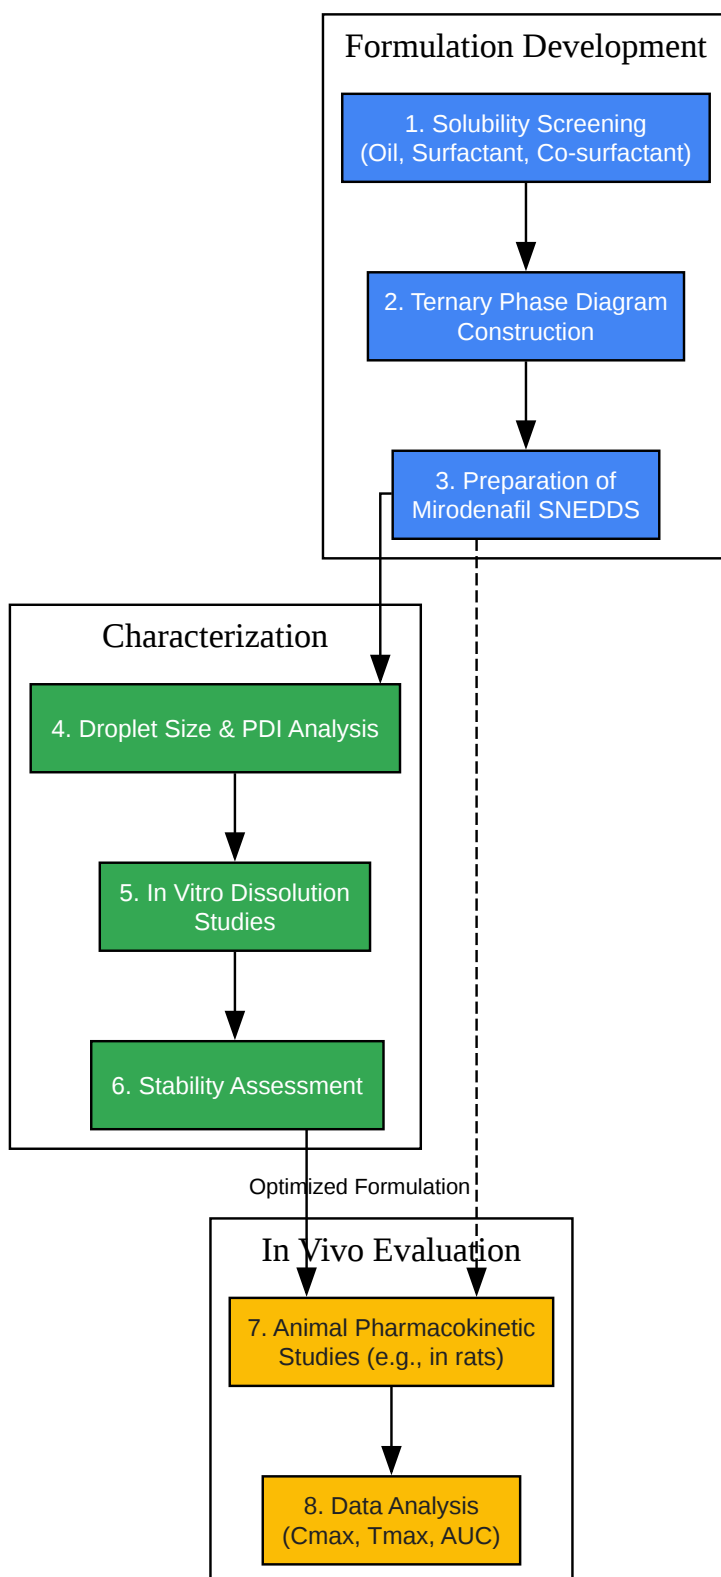 Formulation Development
1. Solubility Screening
(Oil, Surfactant, Co-surfactant)
2. Ternary Phase Diagram
Construction
3. Preparation of
Mirodenafil SNEDDS
Characterization
4. Droplet Size & PDI Analysis
5. In Vitro Dissolution
Studies
6. Stability Assessment
Optimized Formulation
In Vivo Evaluation
7. Animal Pharmacokinetic
Studies (e.g., in rats)
8. Data Analysis
(Cmax, Tmax, AUC)